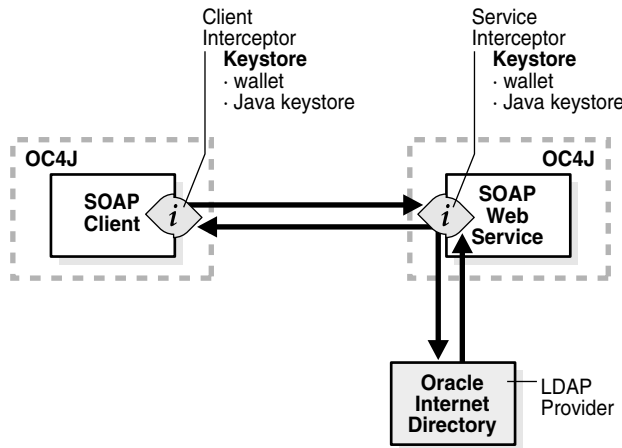 Client
Interceptor
Keystore
· wallet
· Java keystore
Service
Interceptor
Keystore
· wallet
· Java keystore
OC4J
SOAP
Client
i
OC4J
i
SOAP
Web
Service
Oracle
Internet
Directory
LDAP
Provider